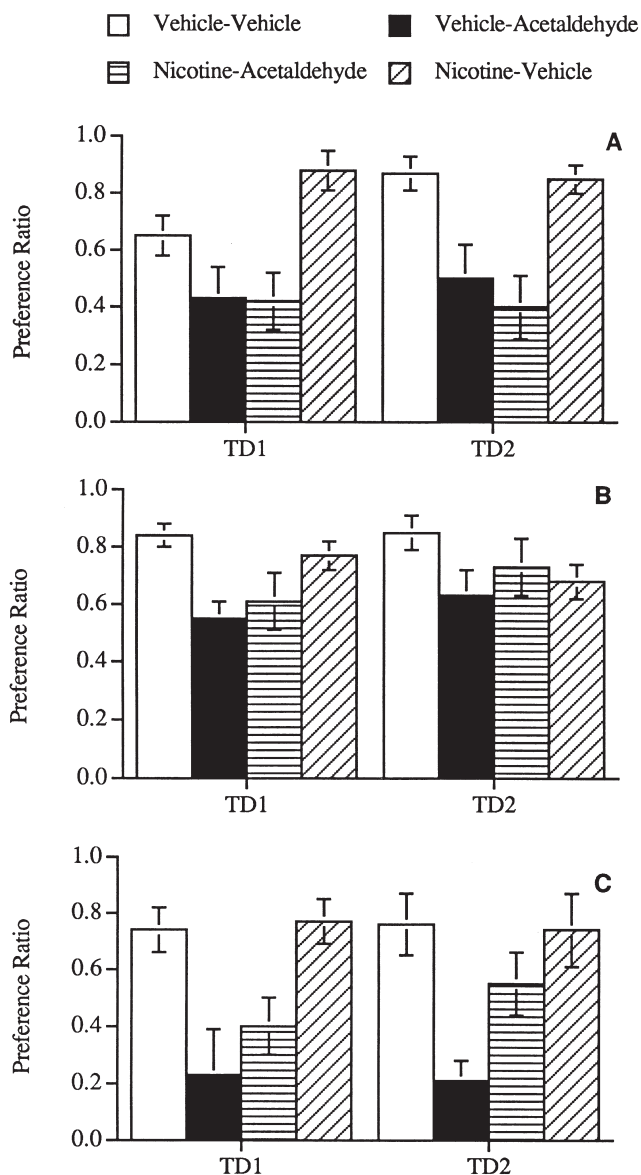 Vehicle-Vehicle
Vehicle-Acetaldehyde
Nicotine-Acetaldehyde
Nicotine-Vehicle
A
Preference Ratio
1.0
0.8
0.6
0.4
0.2
0.0
TD1
TD2
B
Preference Ratio
1.0
0.8
0.6
0.4
0.2
0.0
TD1
TD2
C
Preference Ratio
1.0
0.8
0.6
0.4
0.2
0.0
TD1
TD2